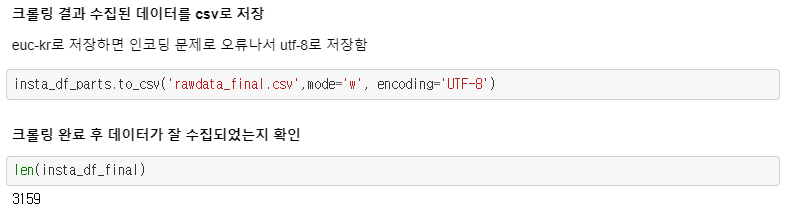 크롤링 결과 수집된 데이터를 csv로 저장
euc-kr로 저장하면 인코딩 문제로 오류나서 utf-8로 저장함
insta_df_parts.to_csv('rawdata_final.csv',mode='w', encoding='UTF-8')
크롤링 완료 후 데이터가 잘 수집되었는지 확인
len(insta_df_final)
3159